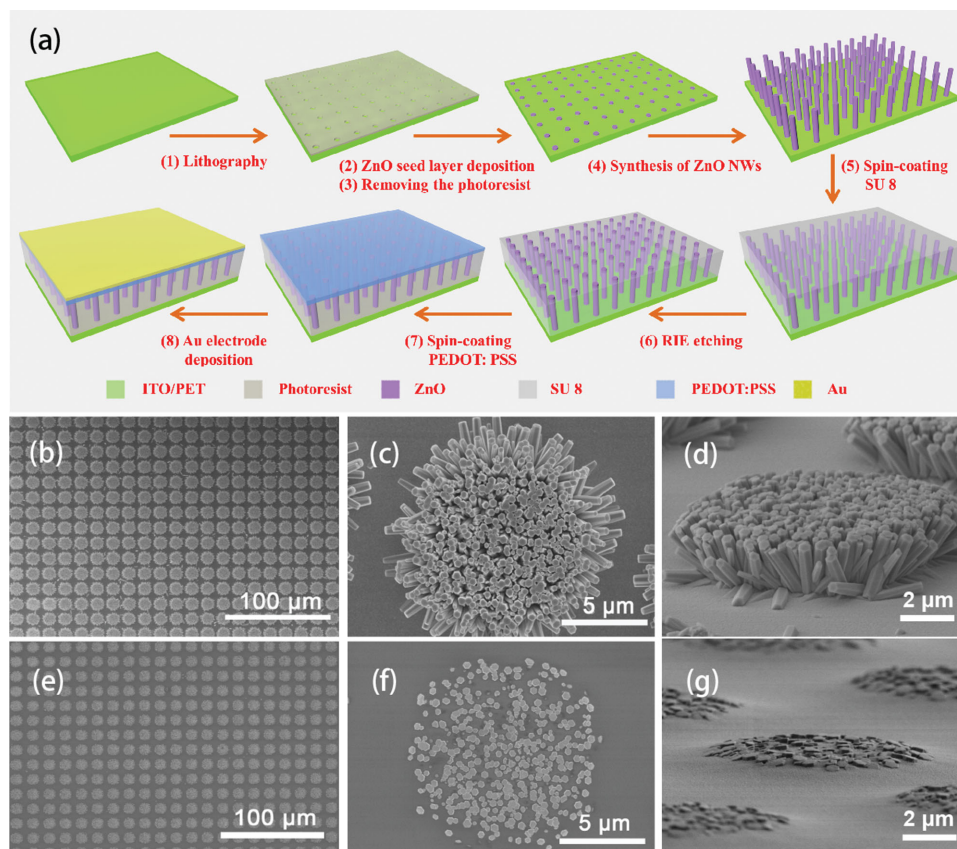 (a)
(1) Lithography
(2) ZnO seed layer deposition
(3) Removing the photoresist
(4) Synthesis of ZnO NWs
(5) Spin-coating
SU 8
(8) Au electrode
deposition
(7) Spin-coating
PEDOT: PSS
(6) RIE etching
ITO/PET
Photoresist
ZnO
SU 8
PEDOT:PSS
Au
(b)
100 μm
(c)
5 μm
(d)
2 μm
(e)
100 μm
(f)
5 μm
(g)
2 μm